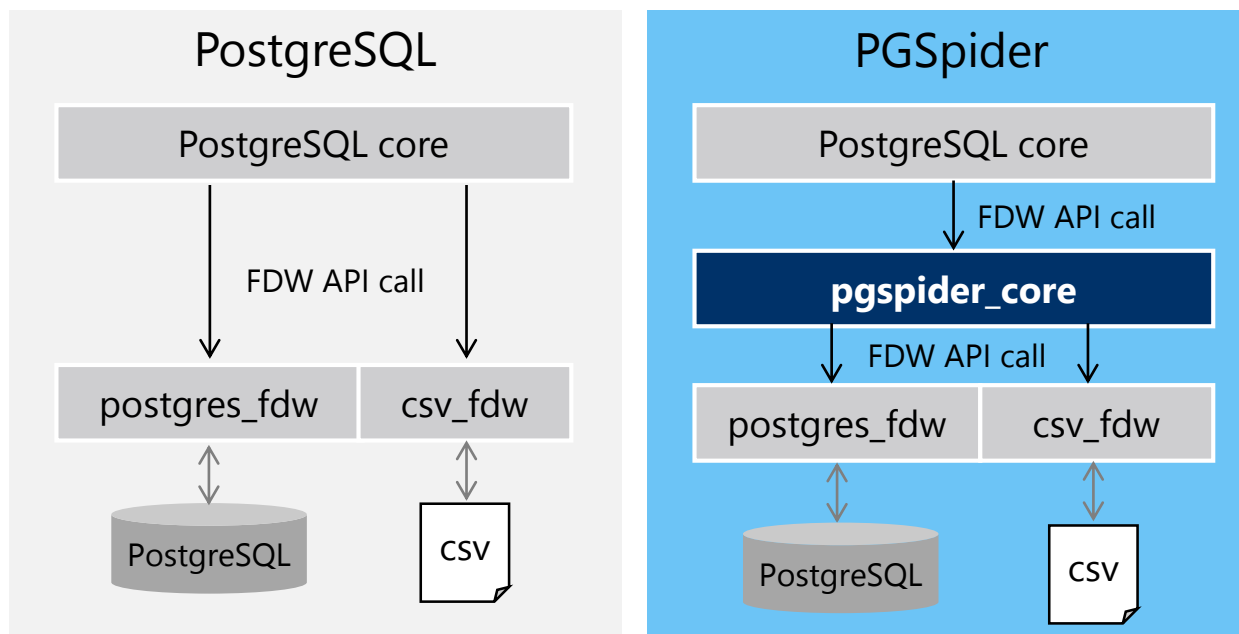 PostgreSQL
PostgreSQL core
FDW API call
postgres_fdw
csv_fdw
PostgreSQL
csv
PGSpider
PostgreSQL core
FDW API call
pgspider_core
FDW API call
postgres_fdw
csv_fdw
PostgreSQL
csv